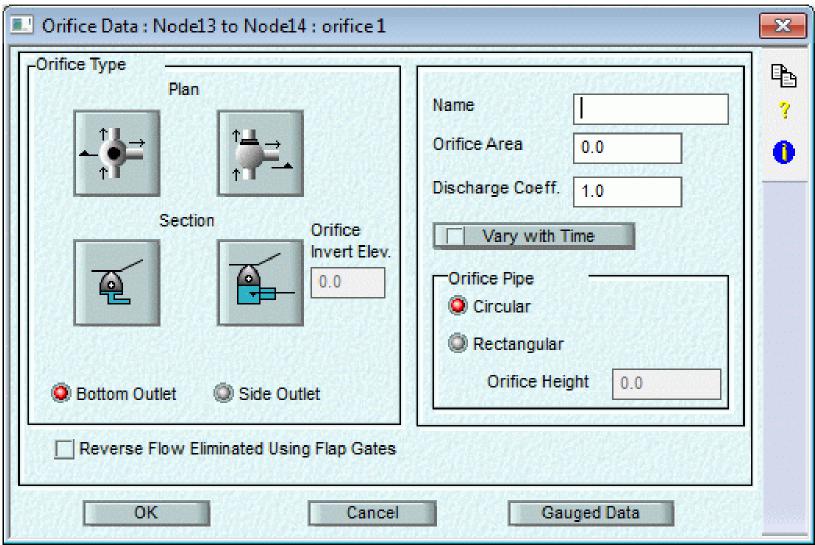 Orifice Data : Node13 to Node14 : orifice 1
Orifice Type
Plan
Section
Orifice
Invert Elev.
0.0
Bottom Outlet
Side Outlet
Name
Orifice Area
0.0
Discharge Coeff.
1.0
Vary with Time
Orifice Pipe
Circular
Rectangular
Orifice Height
0.0
Reverse Flow Eliminated Using Flap Gates
OK
Cancel
Gauged Data